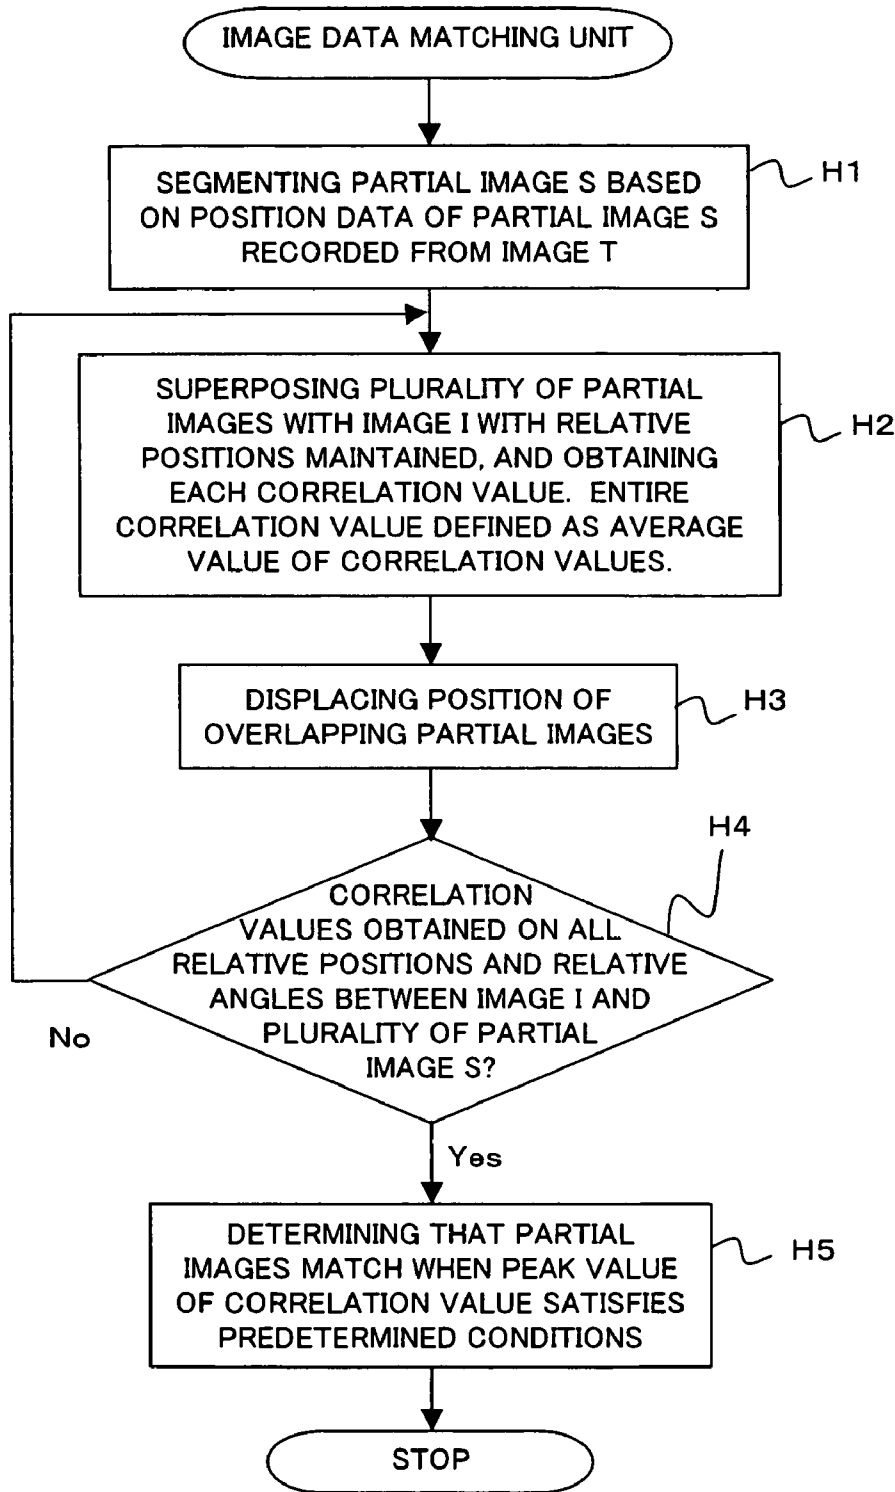 IMAGE DATA MATCHING UNIT
SEGMENTING PARTIAL IMAGE S BASED
ON POSITION DATA OF PARTIAL IMAGE S
RECORDED FROM IMAGE T
H1
SUPERPOSING PLURALITY OF PARTIAL
IMAGES WITH IMAGE I WITH RELATIVE
POSITIONS MAINTAINED, AND OBTAINING
EACH CORRELATION VALUE. ENTIRE
CORRELATION VALUE DEFINED AS AVERAGE
VALUE OF CORRELATION VALUES.
H2
DISPLACING POSITION OF
OVERLAPPING PARTIAL IMAGES
H3
H4
CORRELATION
VALUES OBTAINED ON ALL
RELATIVE POSITIONS AND RELATIVE
ANGLES BETWEEN IMAGE I AND
PLURALITY OF PARTIAL
IMAGE S?
No
Yes
DETERMINING THAT PARTIAL
IMAGES MATCH WHEN PEAK VALUE
OF CORRELATION VALUE SATISFIES
PREDETERMINED CONDITIONS
H5
STOP